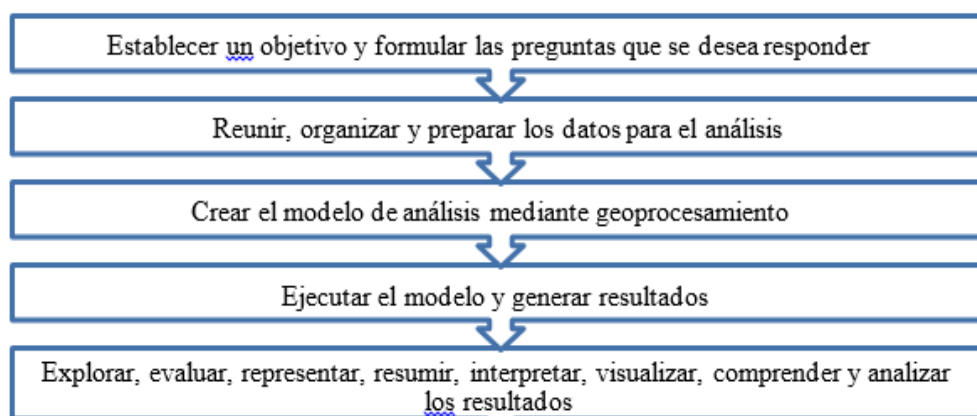 Establecer un objetivo y formular las preguntas que se desea responder
Reunir, organizar y preparar los datos para el análisis
Crear el modelo de análisis mediante geoprocesamiento
Ejecutar el modelo y generar resultados
Explorar, evaluar, representar, resumir, interpretar, visualizar, comprender y analizar
los resultados